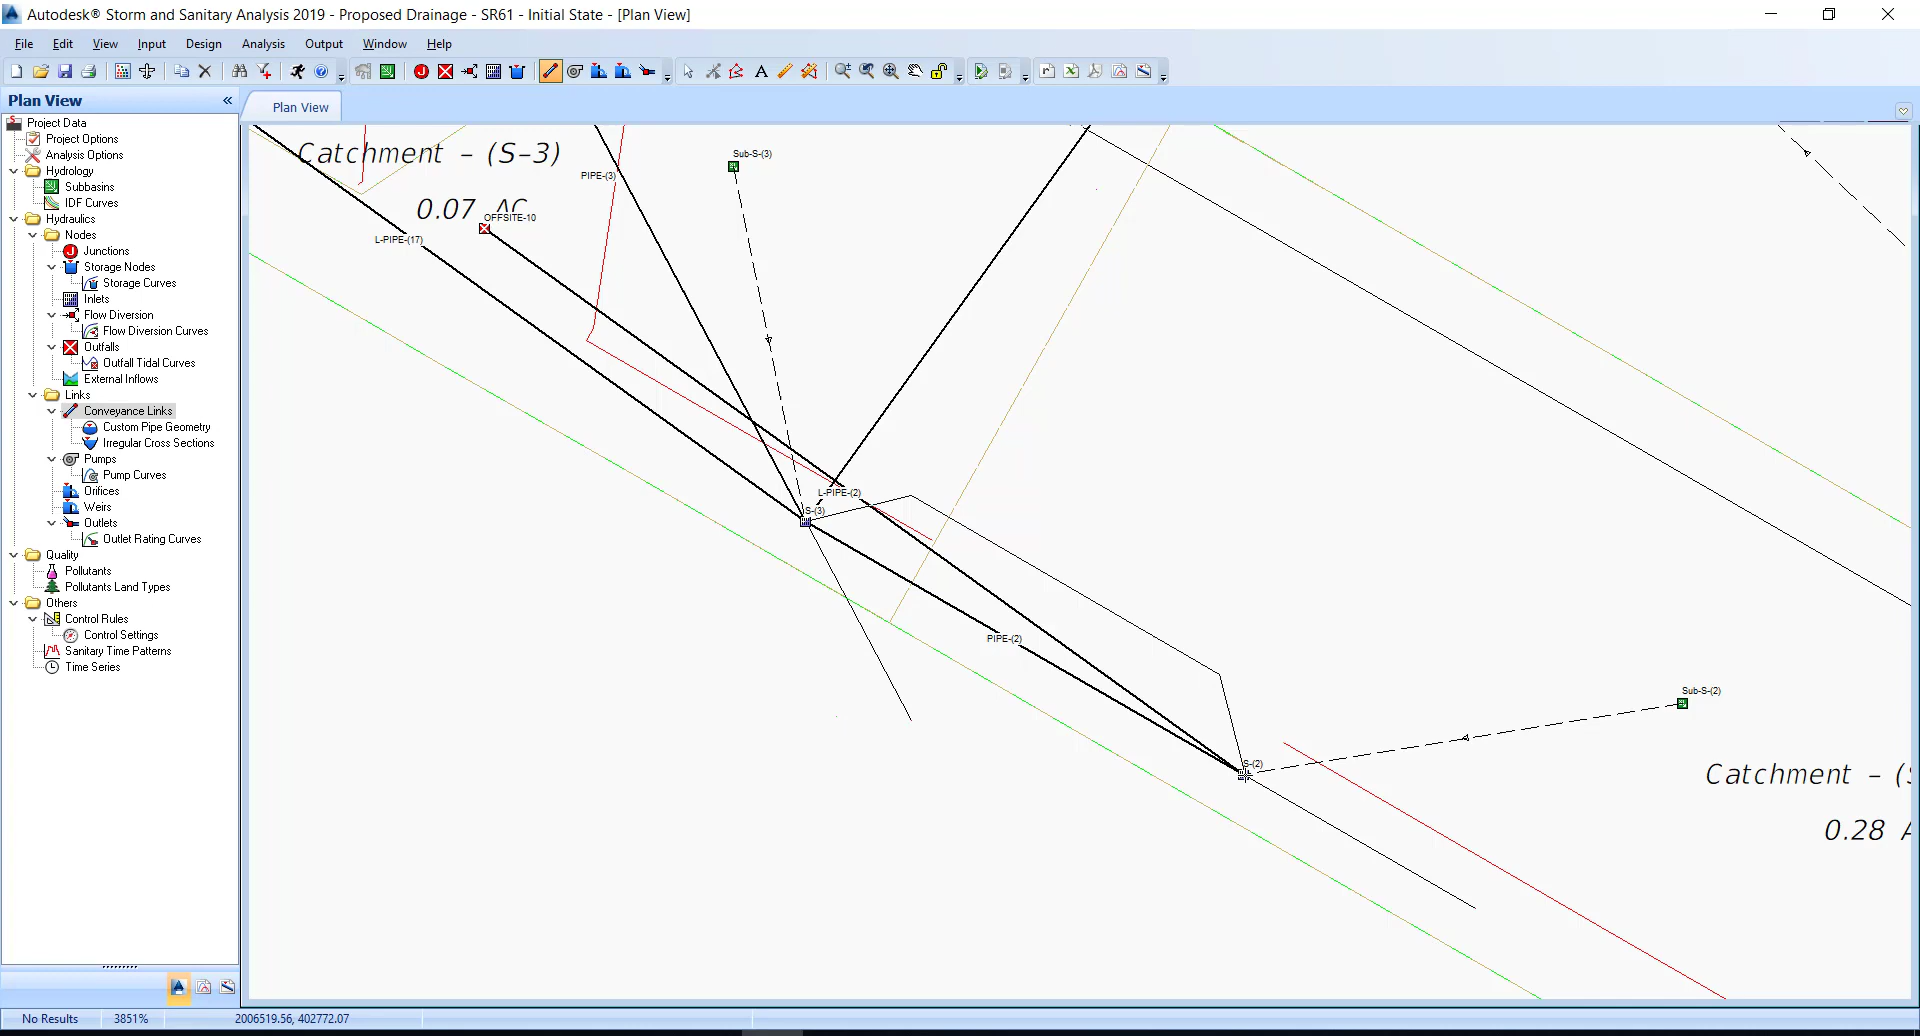 Autodesk® Storm and Sanitary Analysis 2019 - Proposed Drainage - SR61 - Initial State - [Plan View]
File Edit View Input Design Analysis Output Window Help
Plan View «
Plan View
Project Data
Project Options
Analysis Options
Hydrology
Subbasins
IDF Curves
Hydraulics
Nodes
Junctions
Storage Nodes
Storage Curves
Inlets
Flow Diversion
Flow Diversion Curves
Outfalls
Outfall Tidal Curves
External Inflows
Links
Conveyance Links
Custom Pipe Geometry
Irregular Cross Sections
Pumps
Pump Curves
Orifices
Weirs
Outlets
Outlet Rating Curves
Quality
Pollutants
Pollutants Land Types
Others
Control Rules
Control Settings
Sanitary Time Patterns
Time Series
Catchment - (S-3)
0.07 AC
Sub-S-(3)
PIPE-(3)
OFFSITE-10
L-PIPE-(17)
L-PIPE-(2)
S-(3)
PIPE-(2)
Sub-S-(2)
S-(2)
Catchment - (
0.28
No Results 3851% 2006519.56, 402772.07